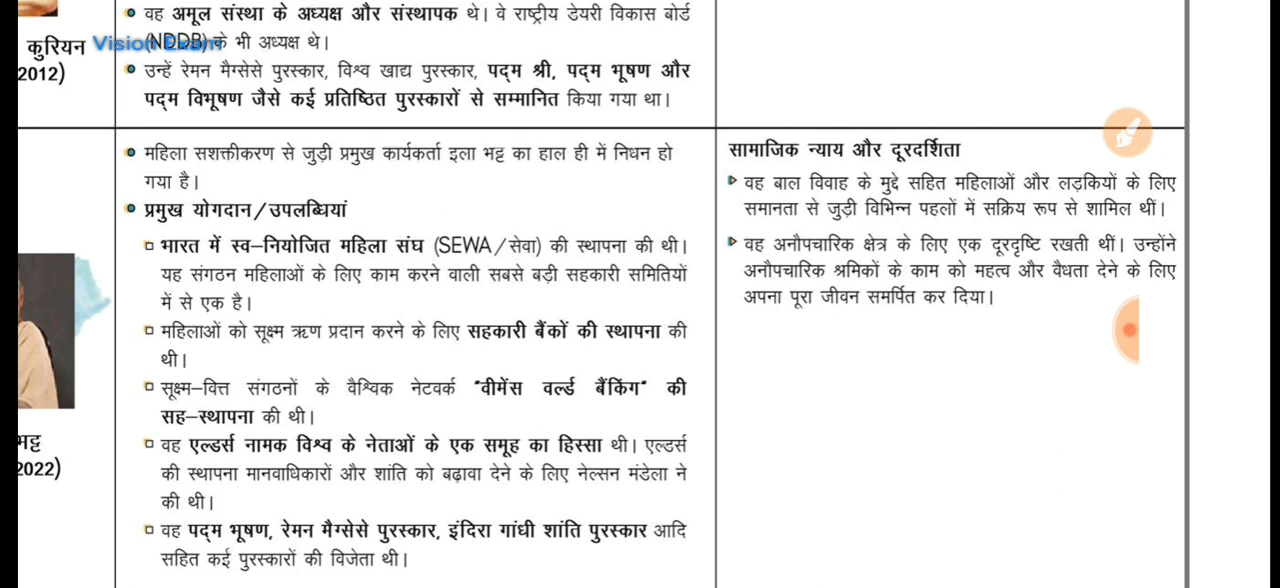 वह अमूल संस्था के अध्यक्ष और संस्थापक थे। वे राष्ट्रीय डेयरी विकास बोर्ड
(NDDB) के भी अध्यक्ष थे।
उन्हें रेमन मैग्सेसे पुरस्कार, विश्व खाद्य पुरस्कार, पद्म श्री, पद्म भूषण और
पद्म विभूषण जैसे कई प्रतिष्ठित पुरस्कारों से सम्मानित किया गया था।
कुरियन
2012)
Vision Exam
महिला सशक्तीकरण से जुड़ी प्रमुख कार्यकर्ता इला भट्ट का हाल ही में निधन हो
गया है।
प्रमुख योगदान/उपलब्धियां
भारत में स्व–नियोजित महिला संघ (SEWA/सेवा) की स्थापना की थी।
यह संगठन महिलाओं के लिए काम करने वाली सबसे बड़ी सहकारी समितियों
में से एक है।
महिलाओं को सूक्ष्म ऋण प्रदान करने के लिए सहकारी बैंकों की स्थापना की
थी।
सूक्ष्म–वित्त संगठनों के वैश्विक नेटवर्क "वीमेंस वर्ल्ड बैंकिंग" की
सह–स्थापना की थी।
वह एल्डर्स नामक विश्व के नेताओं के एक समूह का हिस्सा थी। एल्डर्स
की स्थापना मानवाधिकारों और शांति को बढ़ावा देने के लिए नेल्सन मंडेला ने
की थी।
वह पद्म भूषण, रेमन मैग्सेसे पुरस्कार, इंदिरा गांधी शांति पुरस्कार आदि
सहित कई पुरस्कारों की विजेता थी।
भट्ट
2022)
सामाजिक न्याय और दूरदर्शिता
वह बाल विवाह के मुद्दे सहित महिलाओं और लड़कियों के लिए
समानता से जुड़ी विभिन्न पहलों में सक्रिय रूप से शामिल थीं।
वह अनौपचारिक क्षेत्र के लिए एक दूरदृष्टि रखती थीं। उन्होंने
अनौपचारिक श्रमिकों के काम को महत्व और वैधता देने के लिए
अपना पूरा जीवन समर्पित कर दिया।